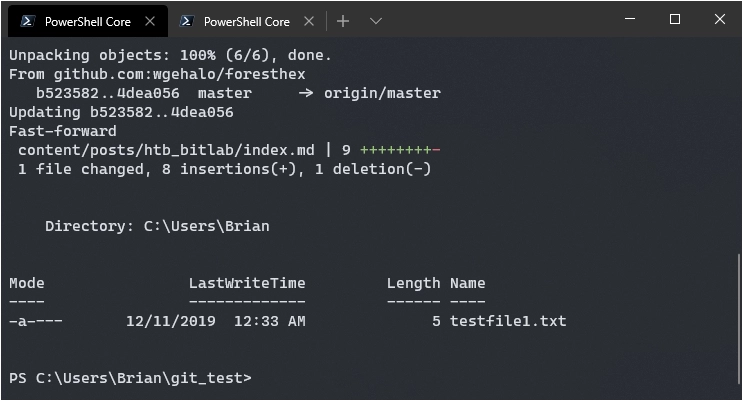 PowerShell Core
PowerShell Core
Unpacking objects: 100% (6/6), done.
From github.com:wgehalo/foresthex
   b523582..4dea056  master     -> origin/master
Updating b523582..4dea056
Fast-forward
 content/posts/htb_bitlab/index.md | 9 ++++++++-
 1 file changed, 8 insertions(+), 1 deletion(-)
    Directory: C:\Users\Brian
Mode                LastWriteTime         Length Name
----                -------------         ------ ----
-a----       12/11/2019  12:33 AM              5 testfile1.txt
PS C:\Users\Brian\git_test>